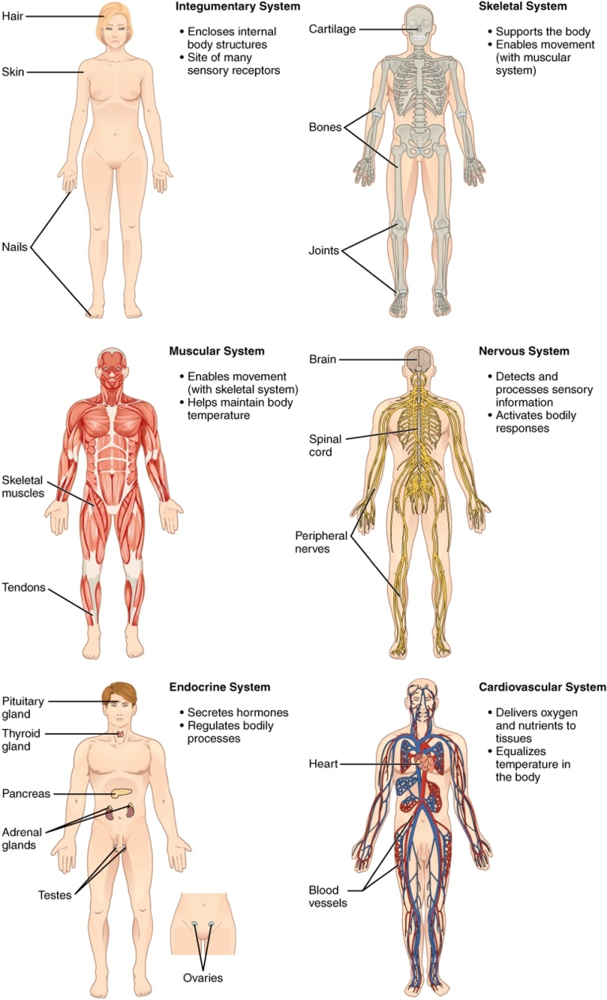 Integumentary System
• Encloses internal
body structures
• Site of many
sensory receptors
Hair
Skin
Nails
Skeletal System
• Supports the body
• Enables movement
(with muscular
system)
Cartilage
Bones
Joints
Muscular System
• Enables movement
(with skeletal system)
• Helps maintain body
temperature
Skeletal
muscles
Tendons
Nervous System
• Detects and
processes sensory
information
• Activates bodily
responses
Brain
Spinal
cord
Peripheral
nerves
Endocrine System
• Secretes hormones
• Regulates bodily
processes
Pituitary
gland
Thyroid
gland
Pancreas
Adrenal
glands
Testes
Ovaries
Cardiovascular System
• Delivers oxygen
and nutrients to
tissues
• Equalizes
temperature in
the body
Heart
Blood
vessels